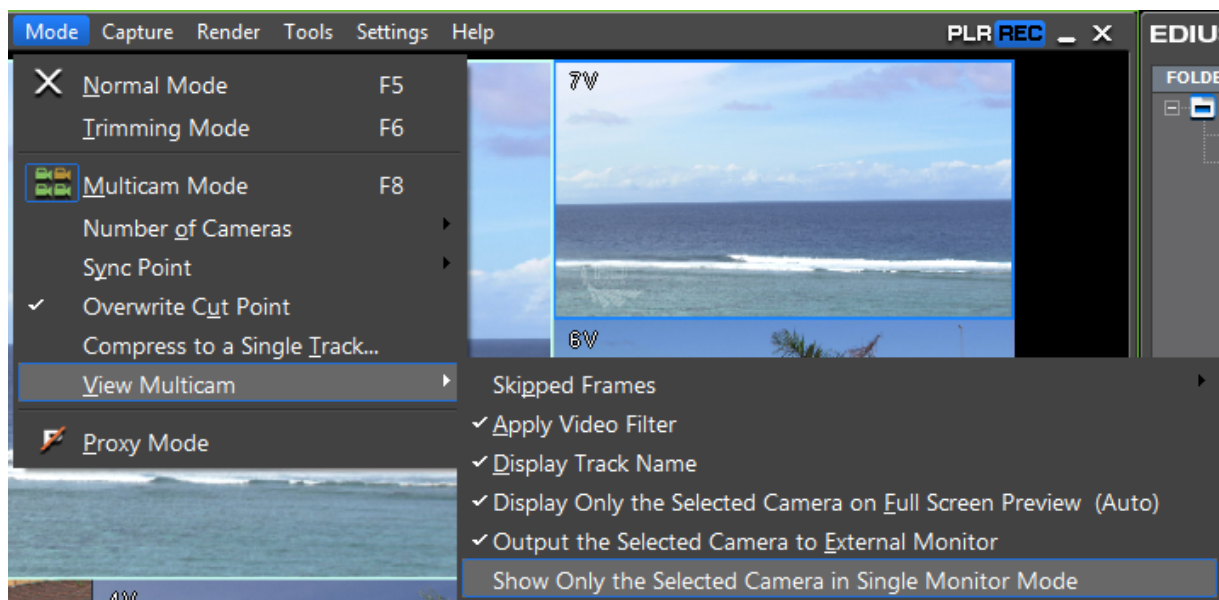 Mode Capture Render Tools Settings Help PLR REC EDIU
FOLDE
Normal Mode F5
Trimming Mode F6
Multicam Mode F8
Number of Cameras
Sync Point
Overwrite Cut Point
Compress to a Single Track...
View Multicam
Proxy Mode
7V
6V
Skipped Frames
Apply Video Filter
Display Track Name
Display Only the Selected Camera on Full Screen Preview (Auto)
Output the Selected Camera to External Monitor
Show Only the Selected Camera in Single Monitor Mode